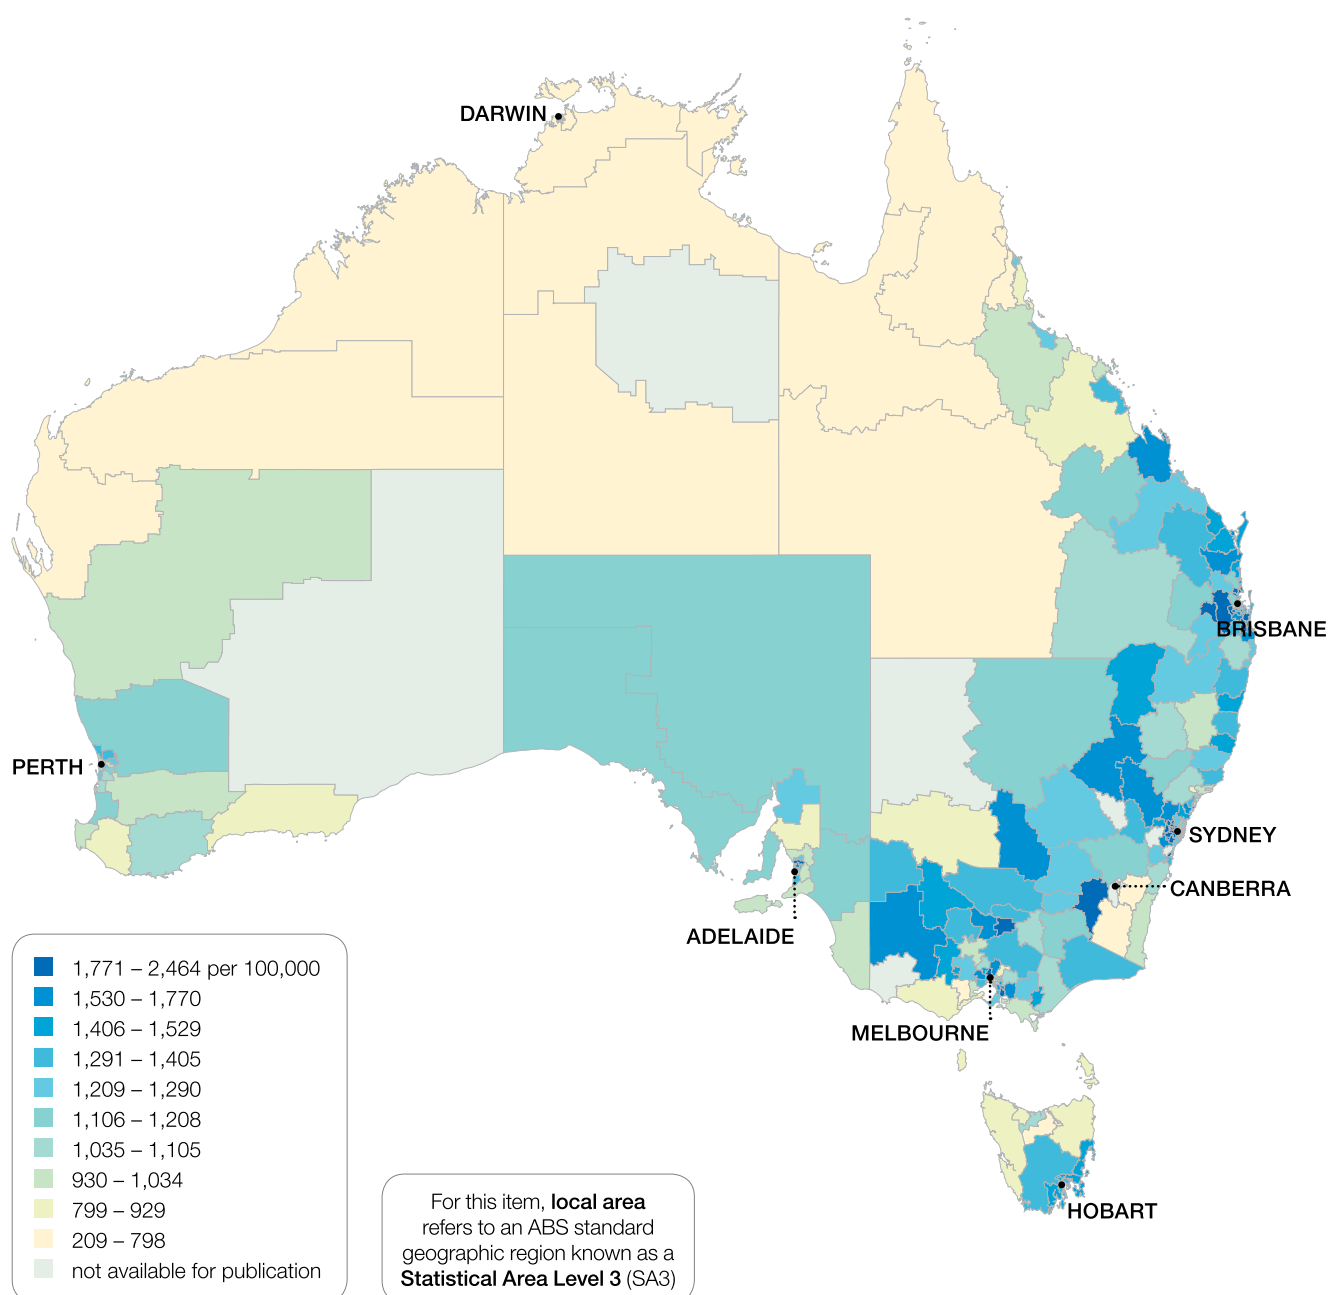 DARWIN
BRISBANE
PERTH
SYDNEY
CANBERRA
ADELAIDE
MELBOURNE
HOBART
1,771 – 2,464 per 100,000
1,530 – 1,770
1,406 – 1,529
1,291 – 1,405
1,209 – 1,290
1,106 – 1,208
1,035 – 1,105
930 – 1,034
799 – 929
209 – 798
not available for publication
For this item, local area
refers to an ABS standard
geographic region known as a
Statistical Area Level 3 (SA3)